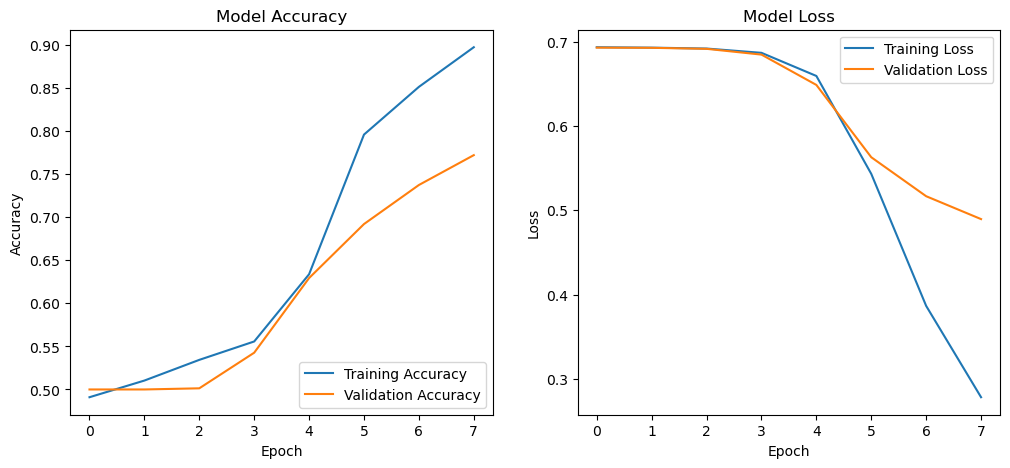 Model Accuracy
0.90
0.85
0.80
0.75
0.70
0.65
0.60
0.55
0.50
Accuracy
0 1 2 3 4 5 6 7
Epoch
Training Accuracy
Validation Accuracy
Model Loss
0.7
0.6
0.5
0.4
0.3
Loss
0 1 2 3 4 5 6 7
Epoch
Training Loss
Validation Loss